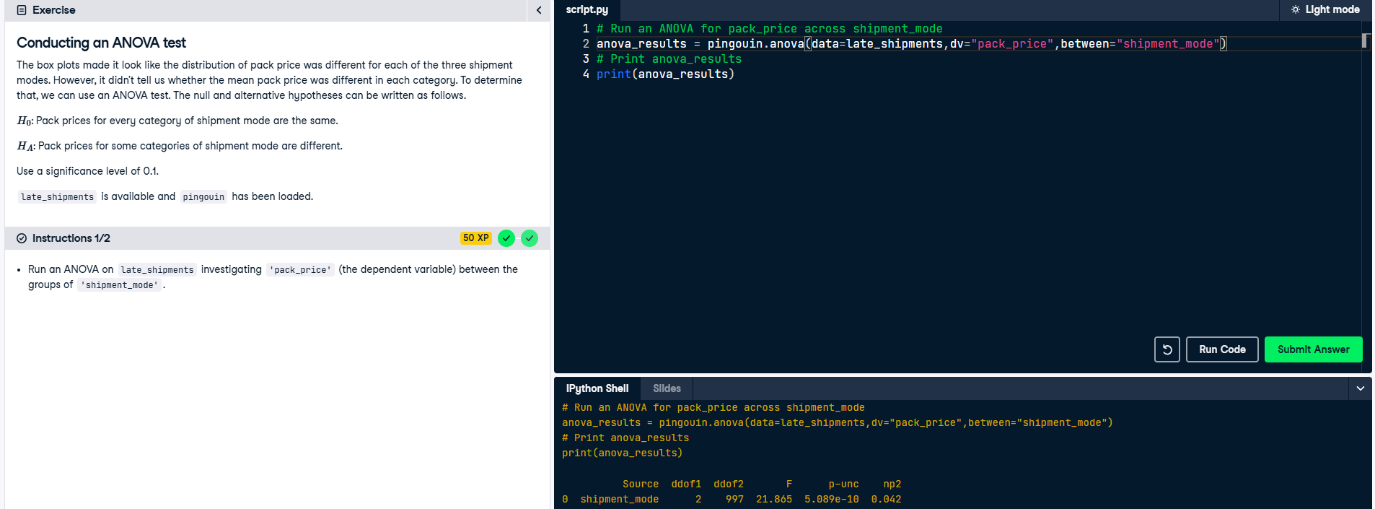 Exercise
Conducting an ANOVA test
The box plots made it look like the distribution of pack price was different for each of the three shipment
modes. However, it didn't tell us whether the mean pack price was different in each category. To determine
that, we can use an ANOVA test. The null and alternative hypotheses can be written as follows.
H0: Pack prices for every category of shipment mode are the same.
HA: Pack prices for some categories of shipment mode are different.
Use a significance level of 0.1.
late_shipments is available and pingouin has been loaded.
Instructions 1/2
50 XP
• Run an ANOVA on late_shipments investigating 'pack_price' (the dependent variable) between the
groups of 'shipment_mode'.
script.py
Light mode
1 # Run an ANOVA for pack_price across shipment_mode
2 anova_results = pingouin.anova(data=late_shipments,dv="pack_price",between="shipment_mode")
3 # Print anova_results
4 print(anova_results)
Run Code
Submit Answer
IPython Shell
Slides
# Run an ANOVA for pack_price across shipment_mode
anova_results = pingouin.anova(data=late_shipments,dv="pack_price",between="shipment_mode")
# Print anova_results
print(anova_results)
Source ddof1 ddof2 F p-unc np2
0 shipment_mode 2 997 21.865 5.089e-10 0.042